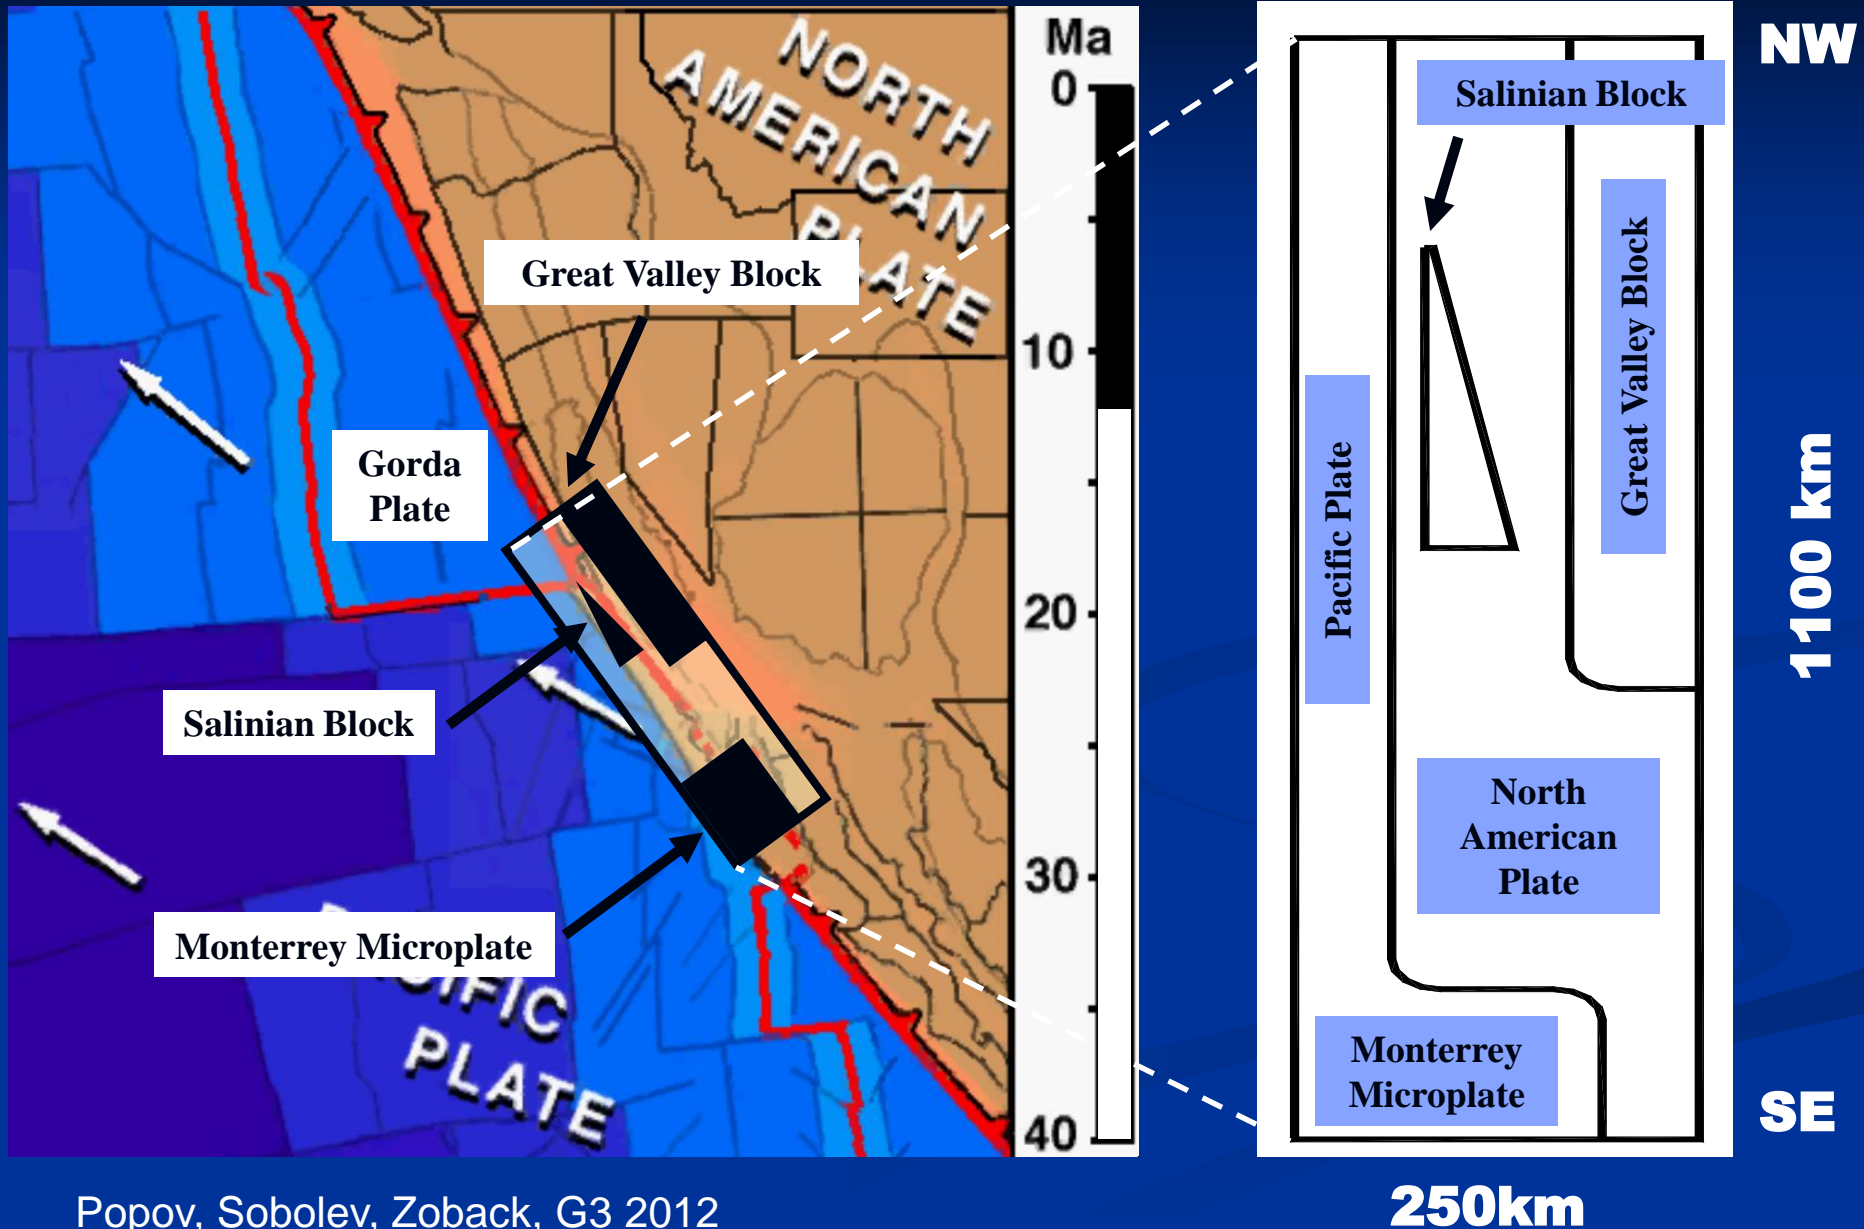 NORTH
AMERICAN
PLATE
Great Valley Block
Gorda
Plate
Salinian Block
Monterrey Microplate
PACIFIC
PLATE
Ma
0
10
20
30
40
Salinian Block
Great Valley Block
Pacific Plate
North
American
Plate
Monterrey
Microplate
NW
1100 km
SE
250km
Popov, Sobolev, Zoback, G3 2012